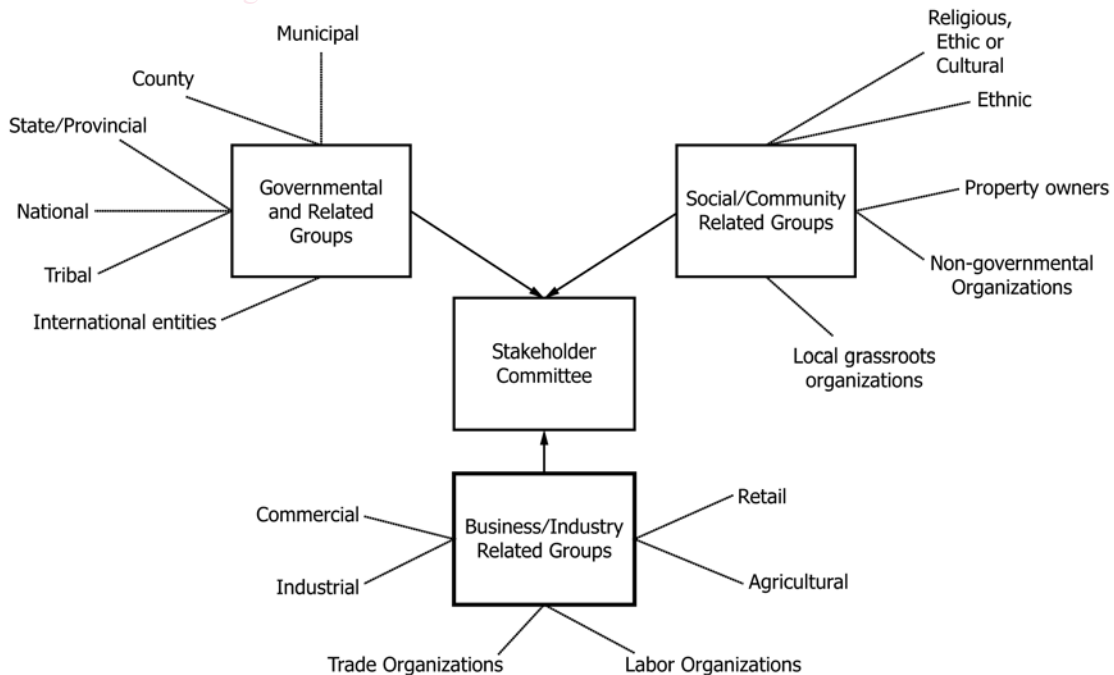 Municipal
County
State/Provincial
National
Tribal
International entities
Governmental
and Related
Groups
Religious,
Ethic or
Cultural
Ethnic
Property owners
Non-governmental
Organizations
Local grassroots
organizations
Social/Community
Related Groups
Stakeholder
Committee
Business/Industry
Related Groups
Commercial
Industrial
Trade Organizations
Labor Organizations
Retail
Agricultural